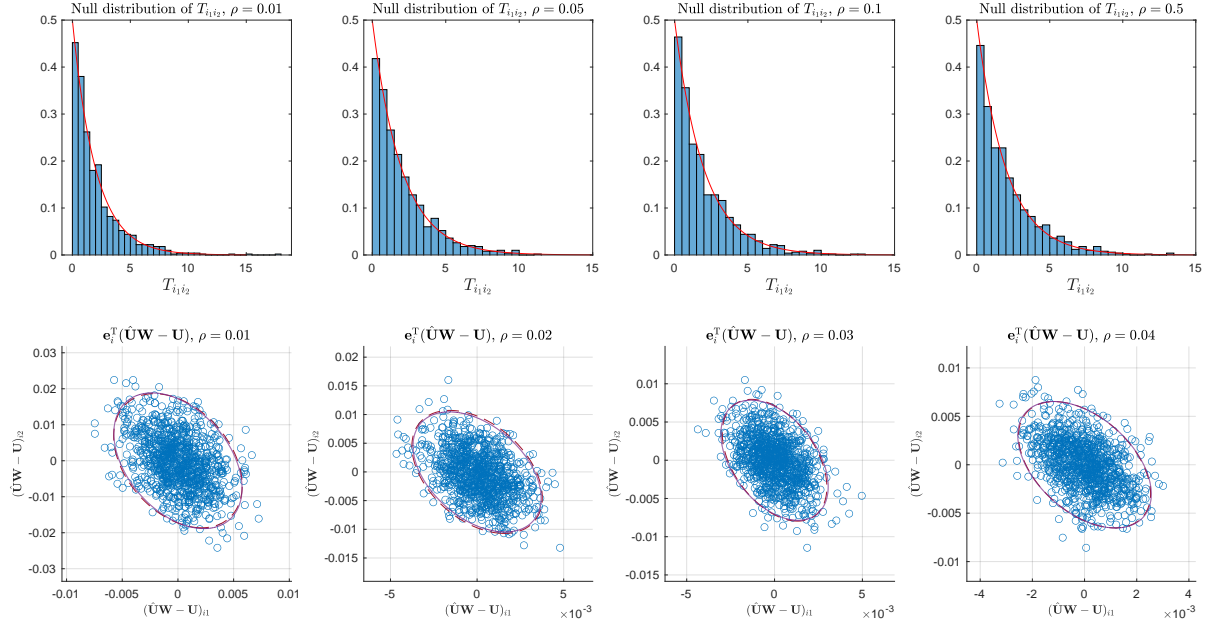 Null distribution of T_{i₁i₂}, ρ = 0.01
0.5
0.4
0.3
0.2
0.1
0
0 5 10 15
T_{i₁i₂}
Null distribution of T_{i₁i₂}, ρ = 0.05
0.5
0.4
0.3
0.2
0.1
0
0 5 10 15
T_{i₁i₂}
Null distribution of T_{i₁i₂}, ρ = 0.1
0.5
0.4
0.3
0.2
0.1
0
0 5 10 15
T_{i₁i₂}
Null distribution of T_{i₁i₂}, ρ = 0.5
0.5
0.4
0.3
0.2
0.1
0
0 5 10 15
T_{i₁i₂}
e_i^T(ÛW − U), ρ = 0.01
0.03
0.02
0.01
0
-0.01
-0.02
-0.03
(ÛW − U)_{i2}
-0.01 -0.005 0 0.005 0.01
(ÛW − U)_{i1}
e_i^T(ÛW − U), ρ = 0.02
0.02
0.015
0.01
0.005
0
-0.005
-0.01
-0.015
(ÛW − U)_{i2}
-5 0 5
×10⁻³
(ÛW − U)_{i1}
e_i^T(ÛW − U), ρ = 0.03
0.01
0.005
0
-0.005
-0.01
-0.015
(ÛW − U)_{i2}
-5 0 5
×10⁻³
(ÛW − U)_{i1}
e_i^T(ÛW − U), ρ = 0.04
0.01
0.005
0
-0.005
-0.01
(ÛW − U)_{i2}
-4 -2 0 2 4
×10⁻³
(ÛW − U)_{i1}